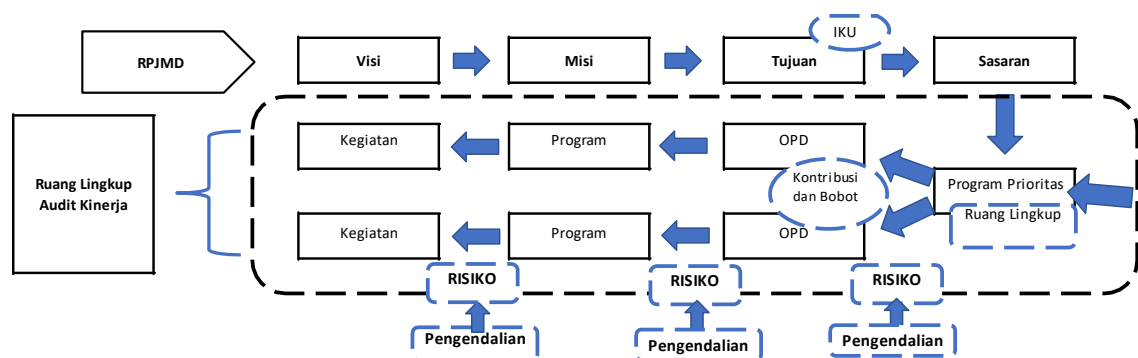 IKU
RPJMD
Visi
Misi
Tujuan
Sasaran
Ruang Lingkup
Audit Kinerja
Kegiatan
Program
OPD
Kontribusi
dan Bobot
Program Prioritas
Ruang Lingkup
Kegiatan
Program
OPD
RISIKO
RISIKO
RISIKO
Pengendalian
Pengendalian
Pengendalian